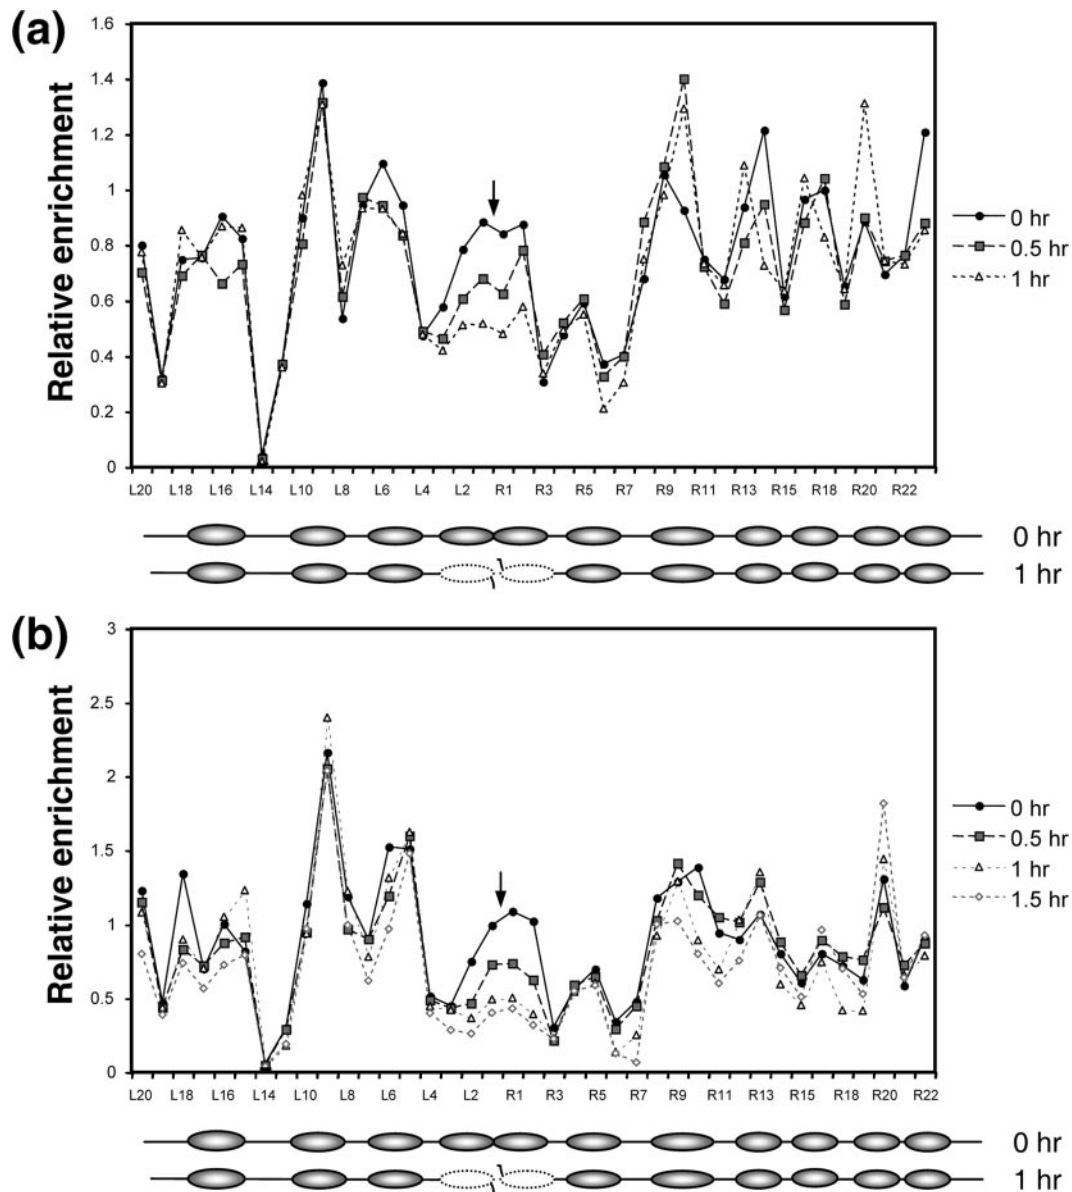 (a)
Relative enrichment
1.6
1.4
1.2
1
0.8
0.6
0.4
0.2
0
L20 L18 L16 L14 L10 L8 L6 L4 L2 R1 R3 R5 R7 R9 R11 R13 R15 R18 R20 R22
0 hr
0.5 hr
1 hr
0 hr
1 hr
(b)
Relative enrichment
3
2.5
2
1.5
1
0.5
0
L20 L18 L16 L14 L10 L8 L6 L4 L2 R1 R3 R5 R7 R9 R11 R13 R15 R18 R20 R22
0 hr
0.5 hr
1 hr
1.5 hr
0 hr
1 hr